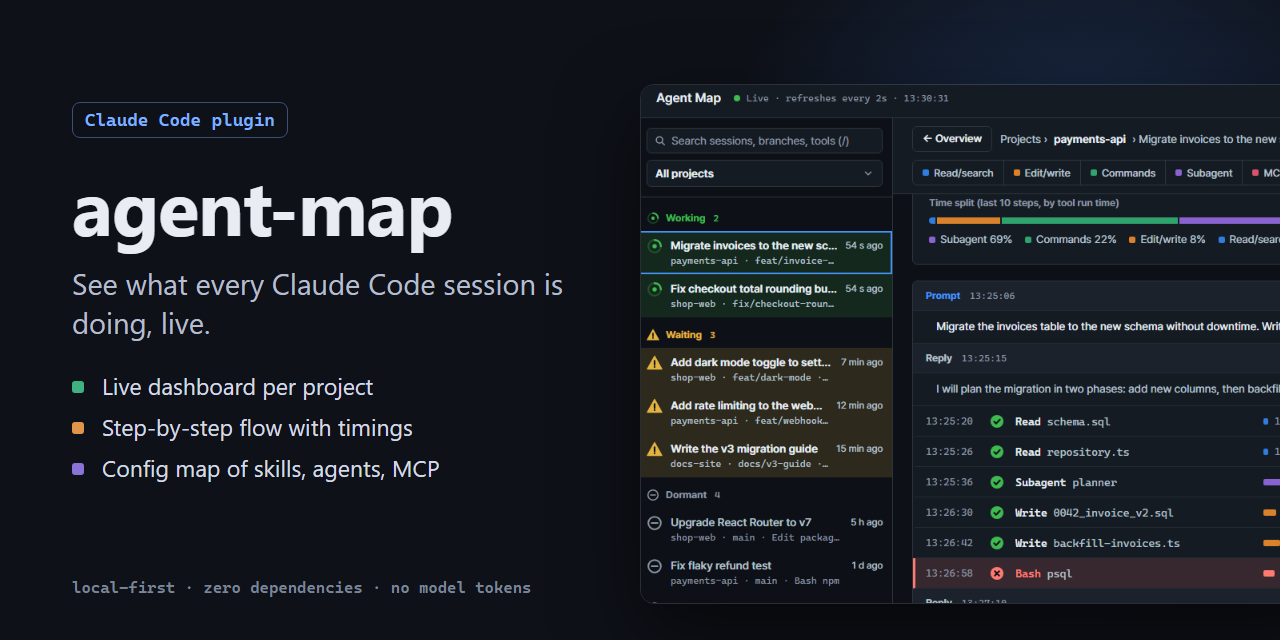 Claude Code plugin
agent-map
See what every Claude Code session is
doing, live.
Live dashboard per project
Step-by-step flow with timings
Config map of skills, agents, MCP
local-first · zero dependencies · no model tokens
Agent Map
Live · refreshes every 2s · 13:30:31
Search sessions, branches, tools (/)
All projects
Working 2
Migrate invoices to the new sc... 54 s ago
payments-api · feat/invoice-…
Fix checkout total rounding bu... 54 s ago
shop-web · fix/checkout-roun…
Waiting 3
Add dark mode toggle to sett... 7 min ago
shop-web · feat/dark-mode ·…
Add rate limiting to the web... 12 min ago
payments-api · feat/webhook…
Write the v3 migration guide 15 min ago
docs-site · docs/v3-guide ·…
Dormant 4
Upgrade React Router to v7 5 h ago
shop-web · main · Edit packag…
Fix flaky refund test 1 d ago
payments-api · main · Bash npm
← Overview Projects › payments-api › Migrate invoices to the new
Read/search Edit/write Commands Subagent MC
Time split (last 10 steps, by tool run time)
Subagent 69% Commands 22% Edit/write 8% Read/sear
Prompt 13:25:06
Migrate the invoices table to the new schema without downtime. Wri
Reply 13:25:15
I will plan the migration in two phases: add new columns, then backfil
13:25:20 Read schema.sql
13:25:26 Read repository.ts
13:25:36 Subagent planner
13:26:30 Write 0042_invoice_v2.sql
13:26:42 Write backfill-invoices.ts
13:26:58 Bash psql
Reply